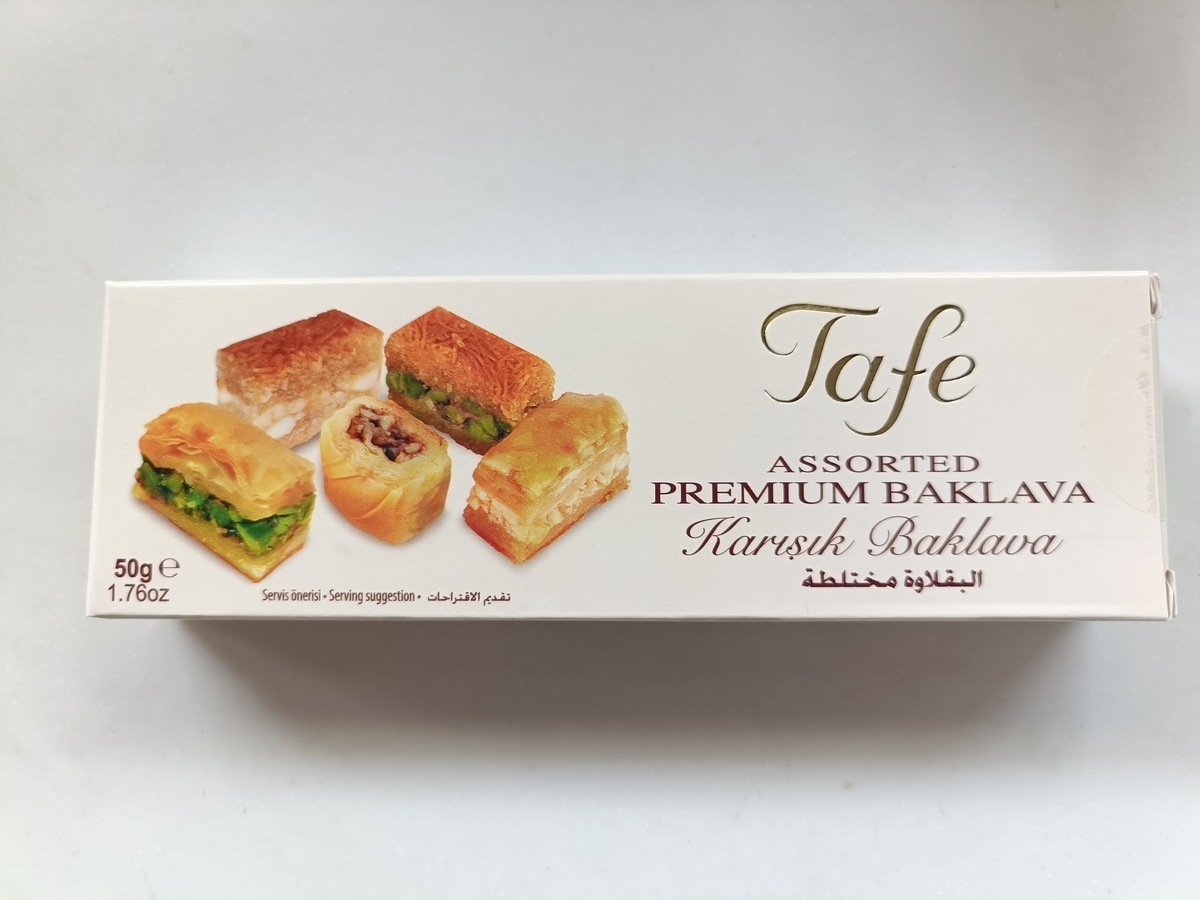 Tafe
ASSORTED
PREMIUM BAKLAVA
Karışık Baklava
البقلاوة مختلطة
50g ℮
1.76oz
Servis önerisi • Serving suggestion • تقديم الاقتراحات